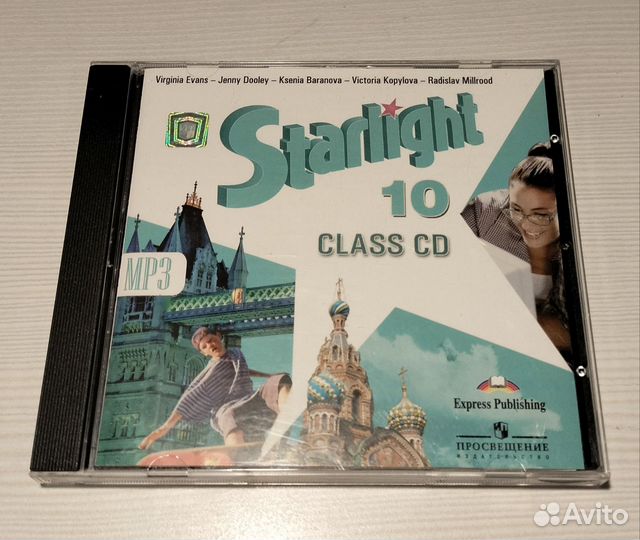 Virginia Evans – Jenny Dooley – Ksenia Baranova – Victoria Kopylova – Radislav Millrood
Starlight
10
CLASS CD
MP3
Express Publishing
ПРОСВЕЩЕНИЕ
ИЗДАТЕЛЬСТВО
Avito